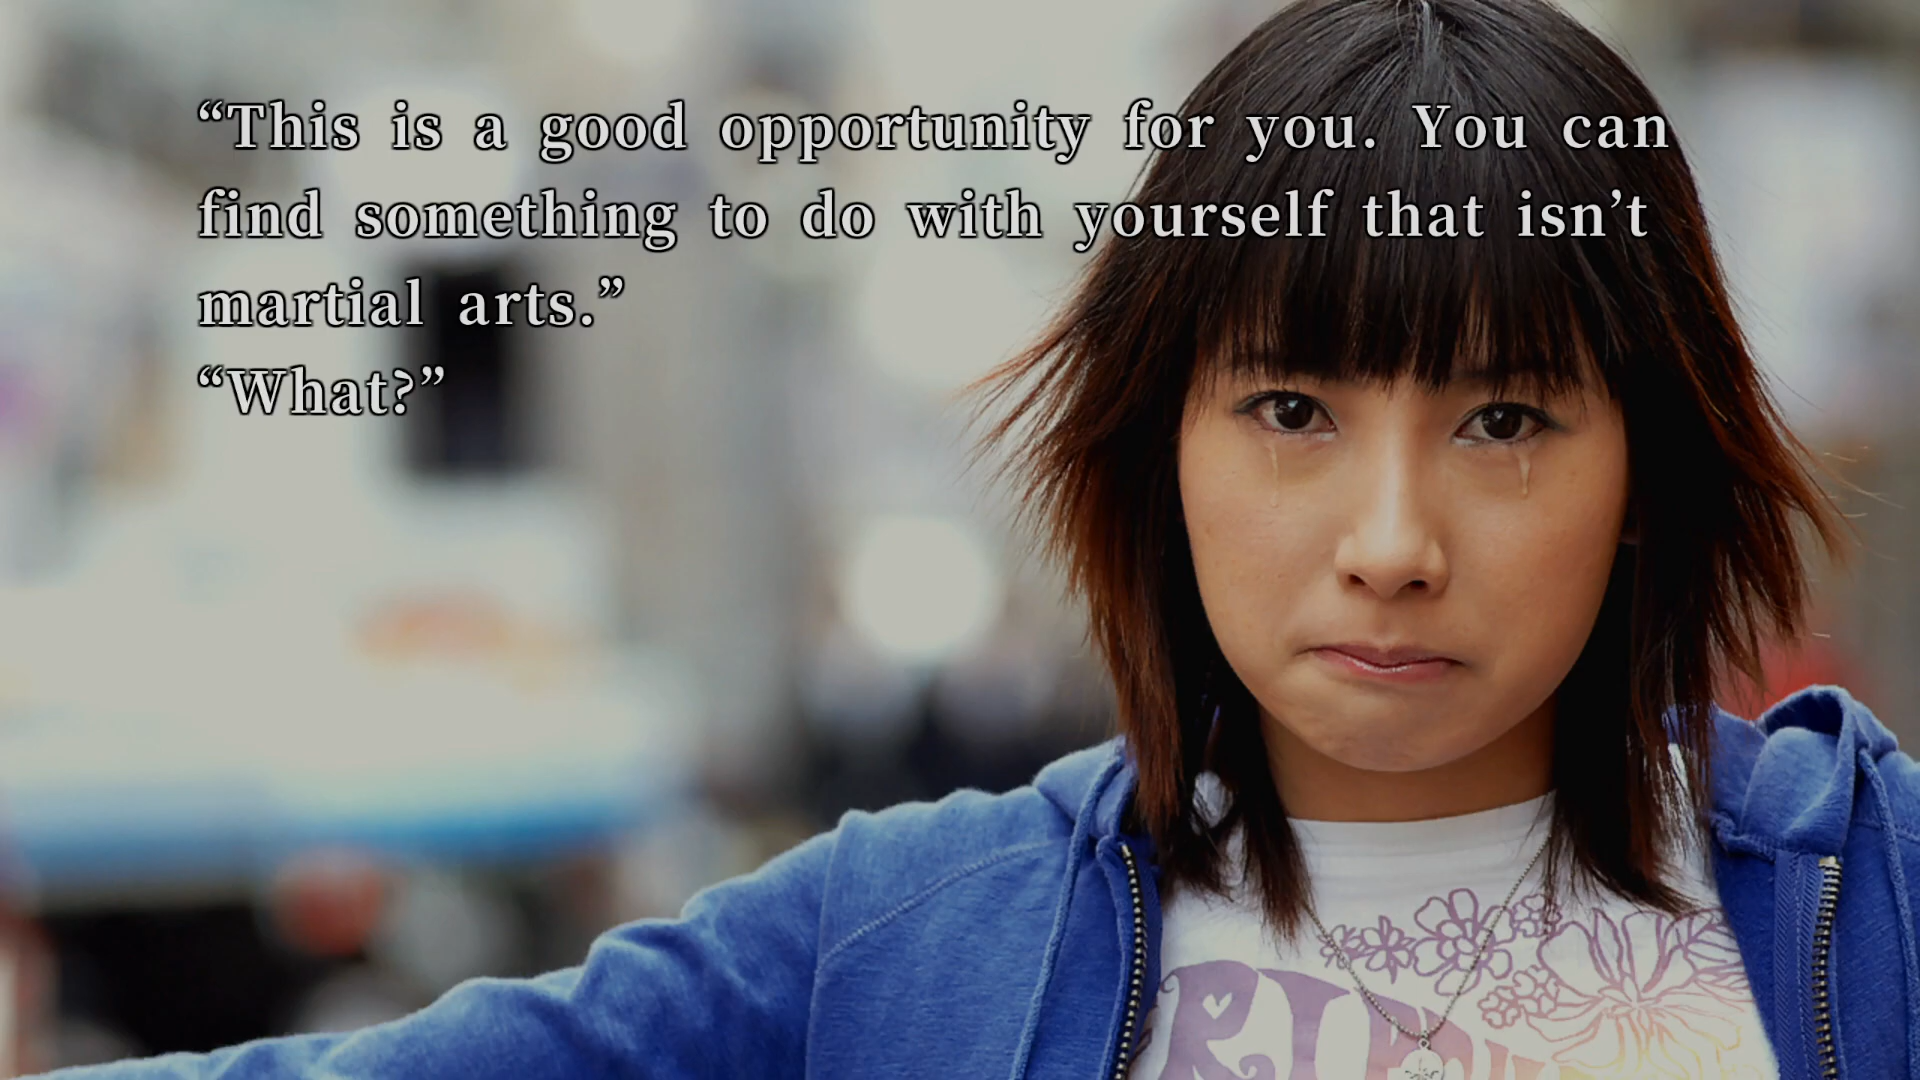 “This is a good opportunity for you. You can
find something to do with yourself that isn’t
martial arts.”
“What?”